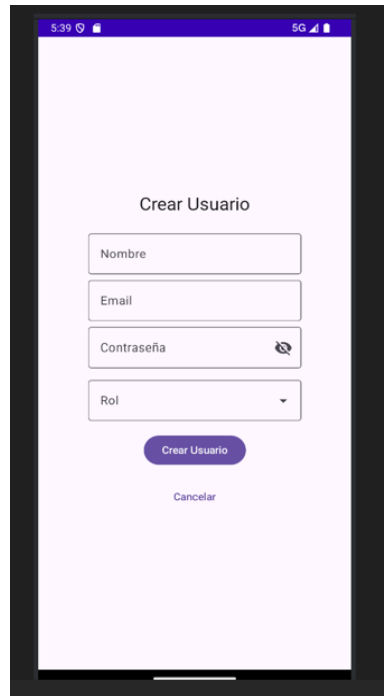 5:39 5G
Crear Usuario
Nombre
Email
Contraseña
Rol
Crear Usuario
Cancelar